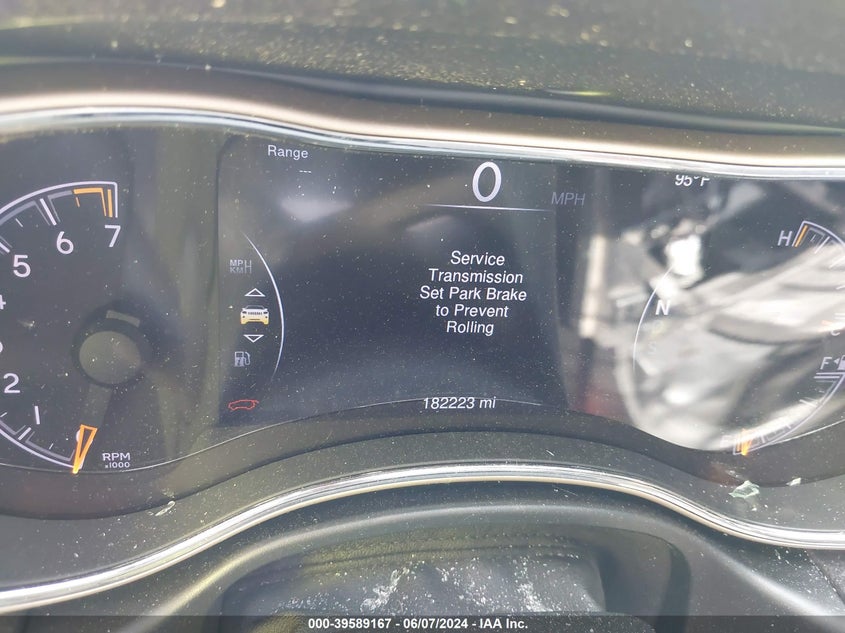 Range
--
0
MPH
95°F
MPH
KM/H
Service
Transmission
Set Park Brake
to Prevent
Rolling
182223 mi
1
2
5
6
7
RPM
x1000
H
N
F
000-39589167 - 06/07/2024 - IAA Inc.